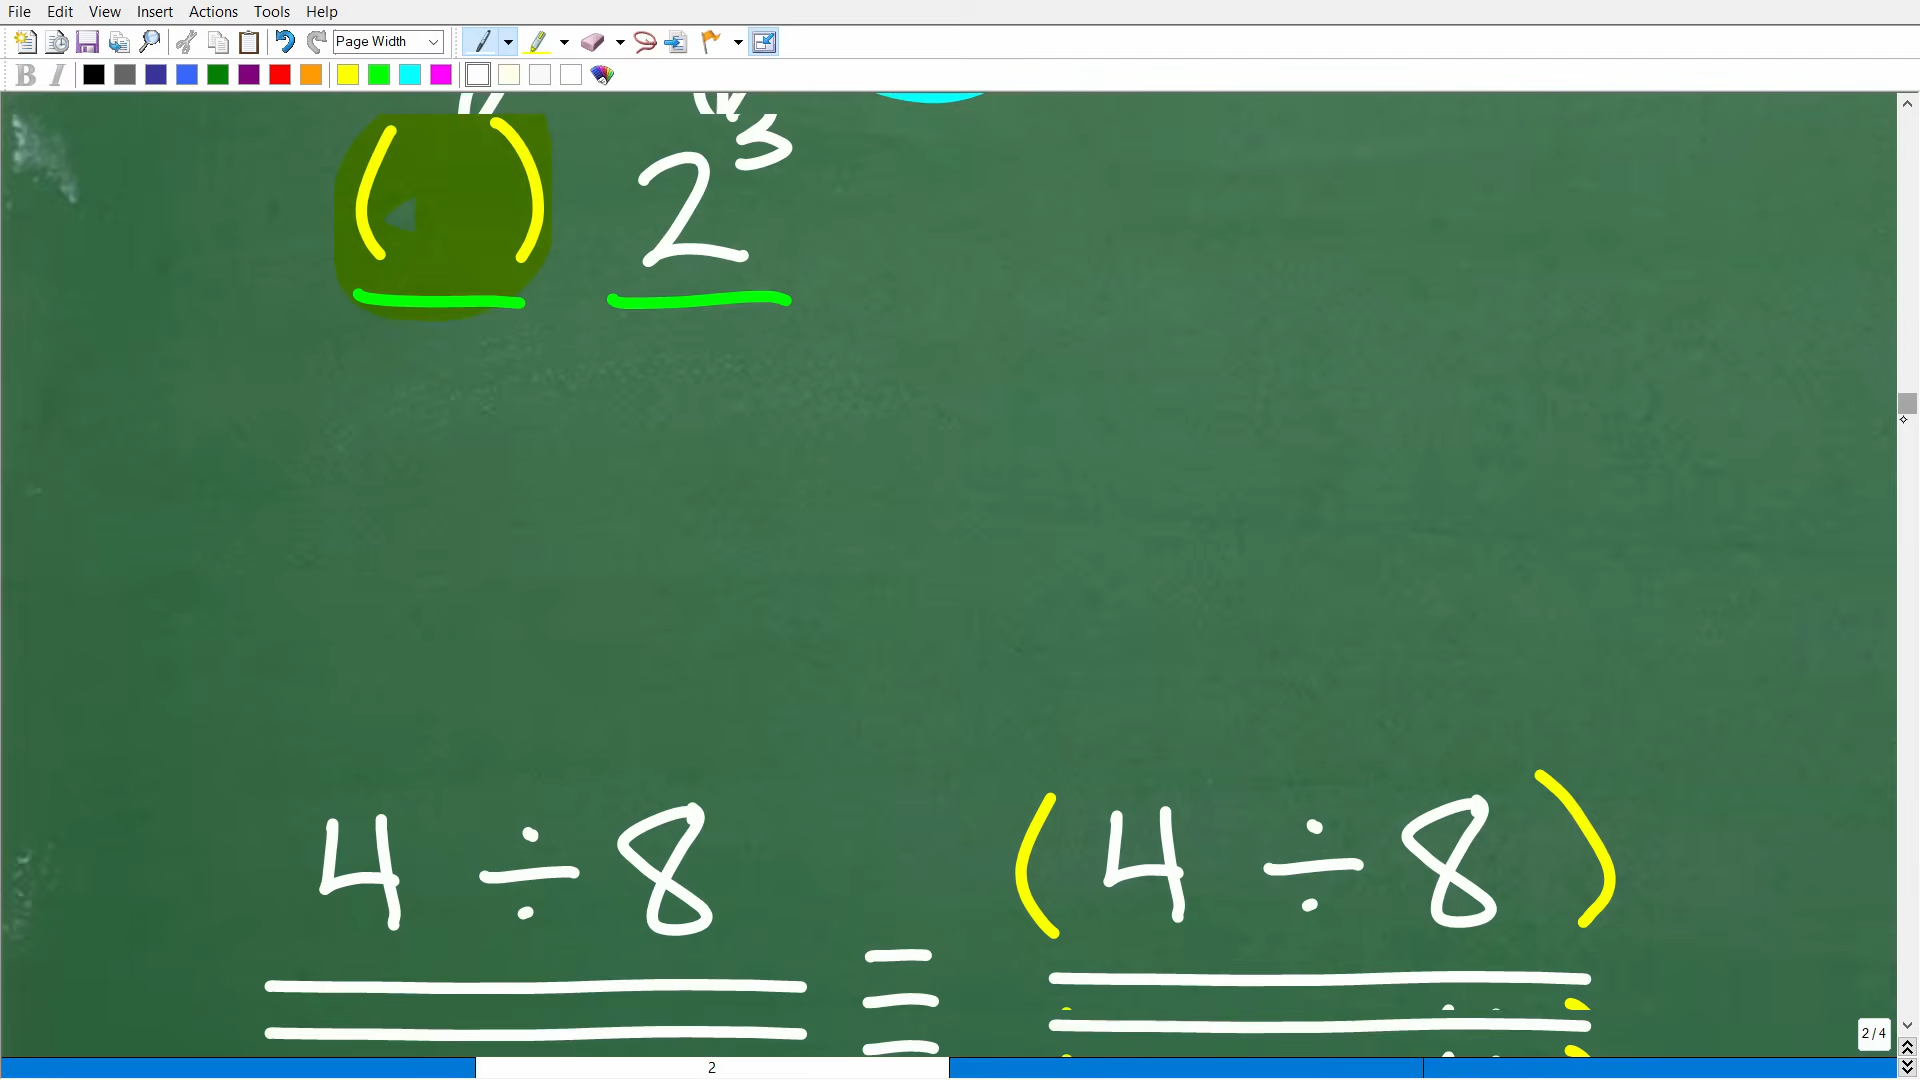 File Edit View Insert Actions Tools Help
Page Width
B I
( ) 2³
4 ÷ 8 (4 ÷ 8)
2 / 4
2